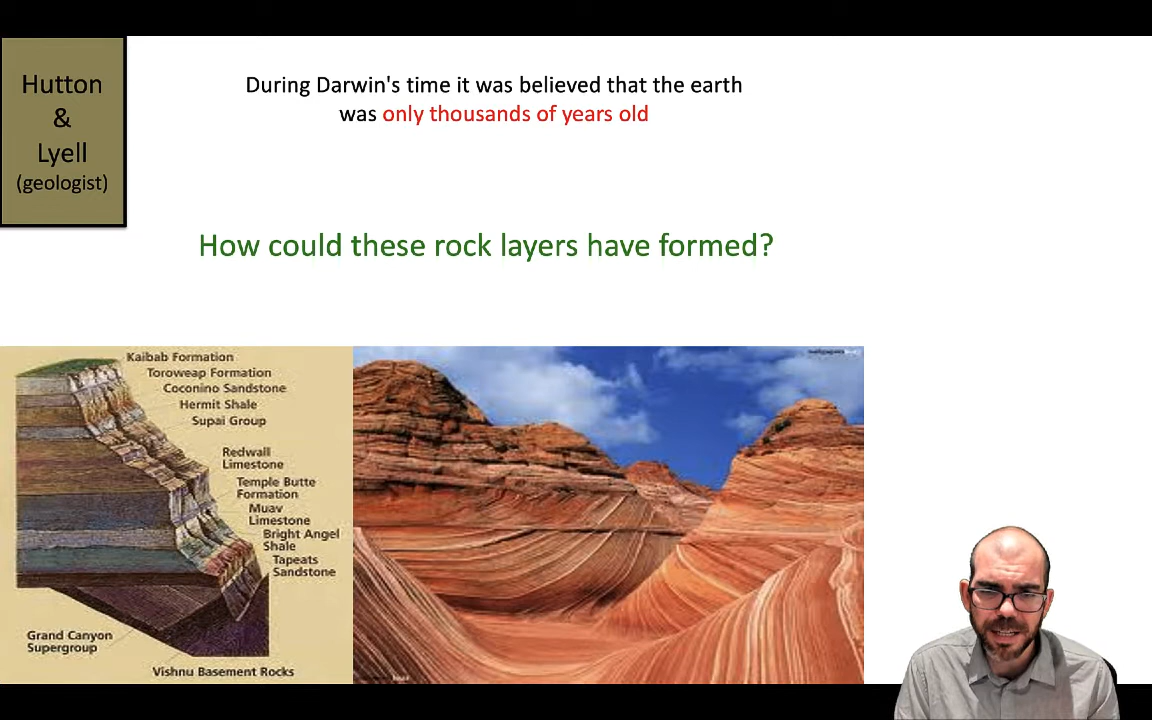 Hutton
&
Lyell
(geologist)
During Darwin's time it was believed that the earth
was only thousands of years old
How could these rock layers have formed?
Kaibab Formation
Toroweap Formation
Coconino Sandstone
Hermit Shale
Supai Group
Redwall
Limestone
Temple Butte
Formation
Muav
Limestone
Bright Angel
Shale
Tapeats
Sandstone
Grand Canyon
Supergroup
Vishnu Basement Rocks